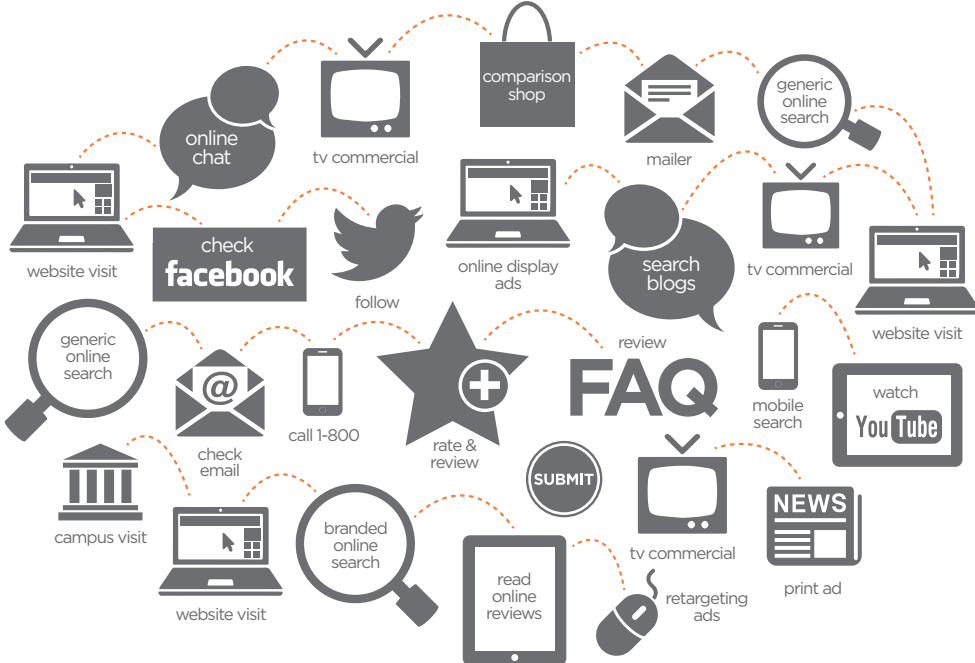 online
chat
tv commercial
comparison
shop
mailer
generic
online
search
website visit
check
facebook
follow
online display
ads
search
blogs
tv commercial
website visit
generic
online
search
@
check
email
call 1-800
rate &
review
review
FAQ
mobile
search
watch
YouTube
campus visit
website visit
branded
online
search
read
online
reviews
SUBMIT
tv commercial
retargeting
ads
NEWS
print ad